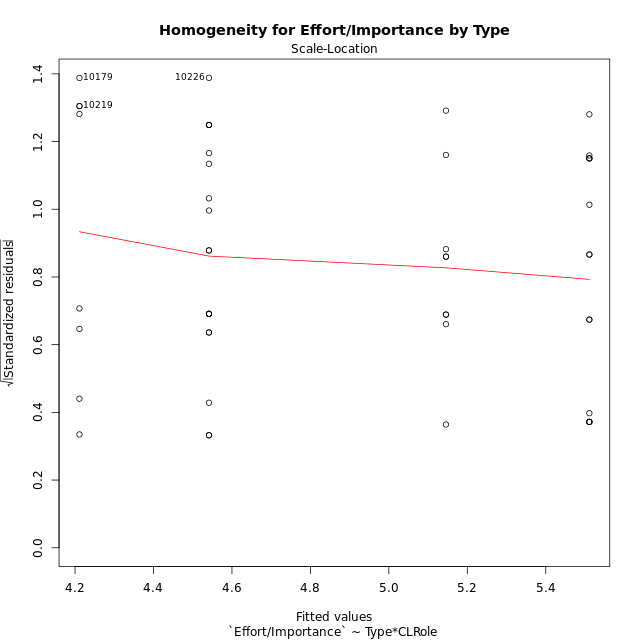 Homogeneity for Effort/Importance by Type
Scale-Location
10179
10226
10219
1.4
1.2
1.0
0.8
0.6
0.4
0.2
0.0
√|Standardized residuals|
4.2 4.4 4.6 4.8 5.0 5.2 5.4
Fitted values
`Effort/Importance` ~ Type*CLRole